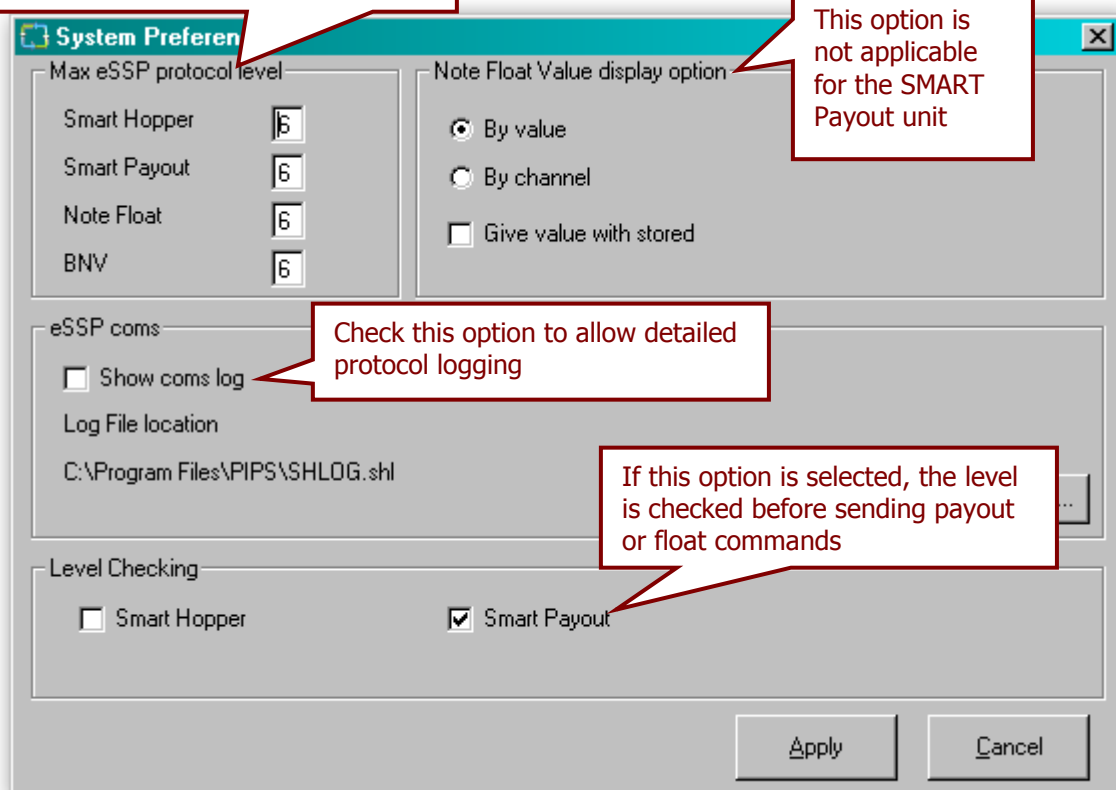 System Preferen
This option is
not applicable
for the SMART
Payout unit
Max eSSP protocol level
Smart Hopper 6
Smart Payout 6
Note Float 6
BNV 6
Note Float Value display option
By value
By channel
Give value with stored
eSSP coms
Check this option to allow detailed
protocol logging
Show coms log
Log File location
C:\Program Files\PIPS\SHLOG.shl
If this option is selected, the level
is checked before sending payout
or float commands
...
Level Checking
Smart Hopper
Smart Payout
Apply
Cancel